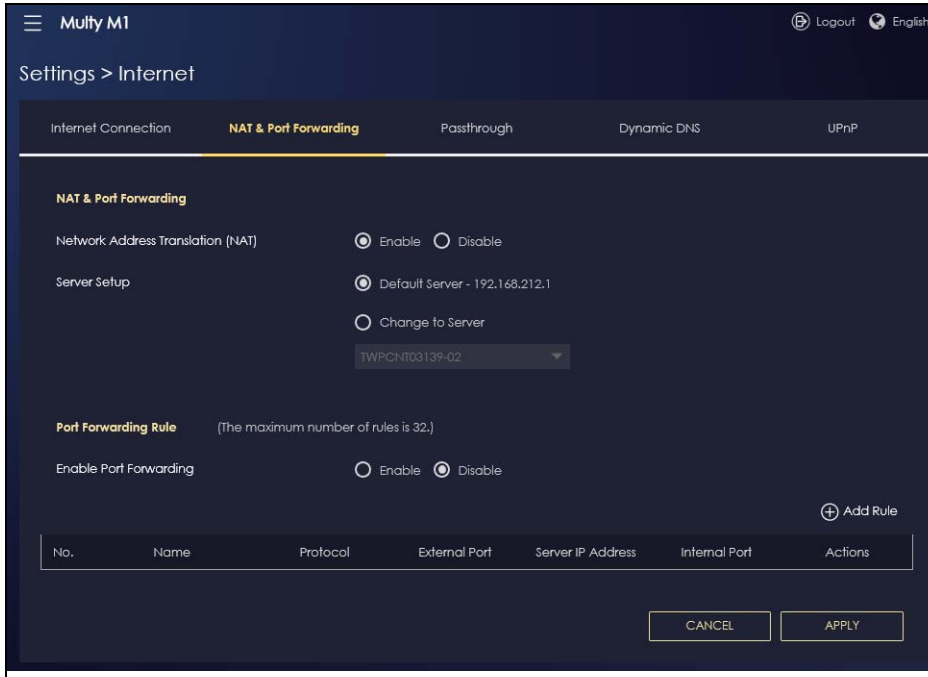 Multy M1 Logout English
Settings > Internet
Internet Connection NAT & Port Forwarding Passthrough Dynamic DNS UPnP
NAT & Port Forwarding
Network Address Translation (NAT) Enable Disable
Server Setup Default Server - 192.168.212.1
Change to Server
TWPCNT03139-02
Port Forwarding Rule (The maximum number of rules is 32.)
Enable Port Forwarding Enable Disable
Add Rule
No. Name Protocol External Port Server IP Address Internal Port Actions
CANCEL APPLY